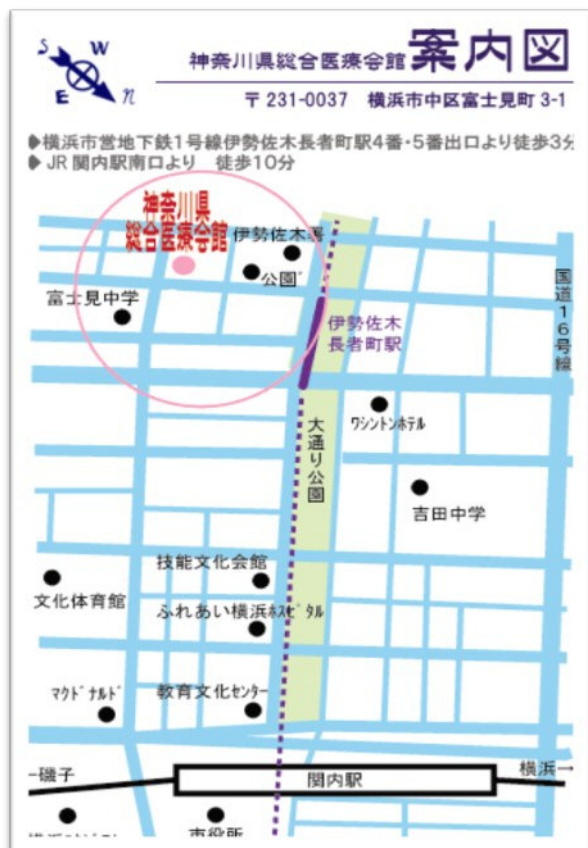 S W
E n
神奈川県総合医療会館 案内図
〒231-0037 横浜市中区富士見町 3-1
▶横浜市営地下鉄1号線伊勢佐木長者町駅4番・5番出口より徒歩3分
▶ JR 関内駅南口より 徒歩10分
神奈川県
総合医療会館
伊勢佐木署
公園
富士見中学
伊勢佐木
長者町駅
国道16号線
ワシントンホテル
大通り公園
吉田中学
技能文化会館
文化体育館
ふれあい横浜ホスピタル
マクドナルド
教育文化センター
関内駅
横浜→
磯子
市役所